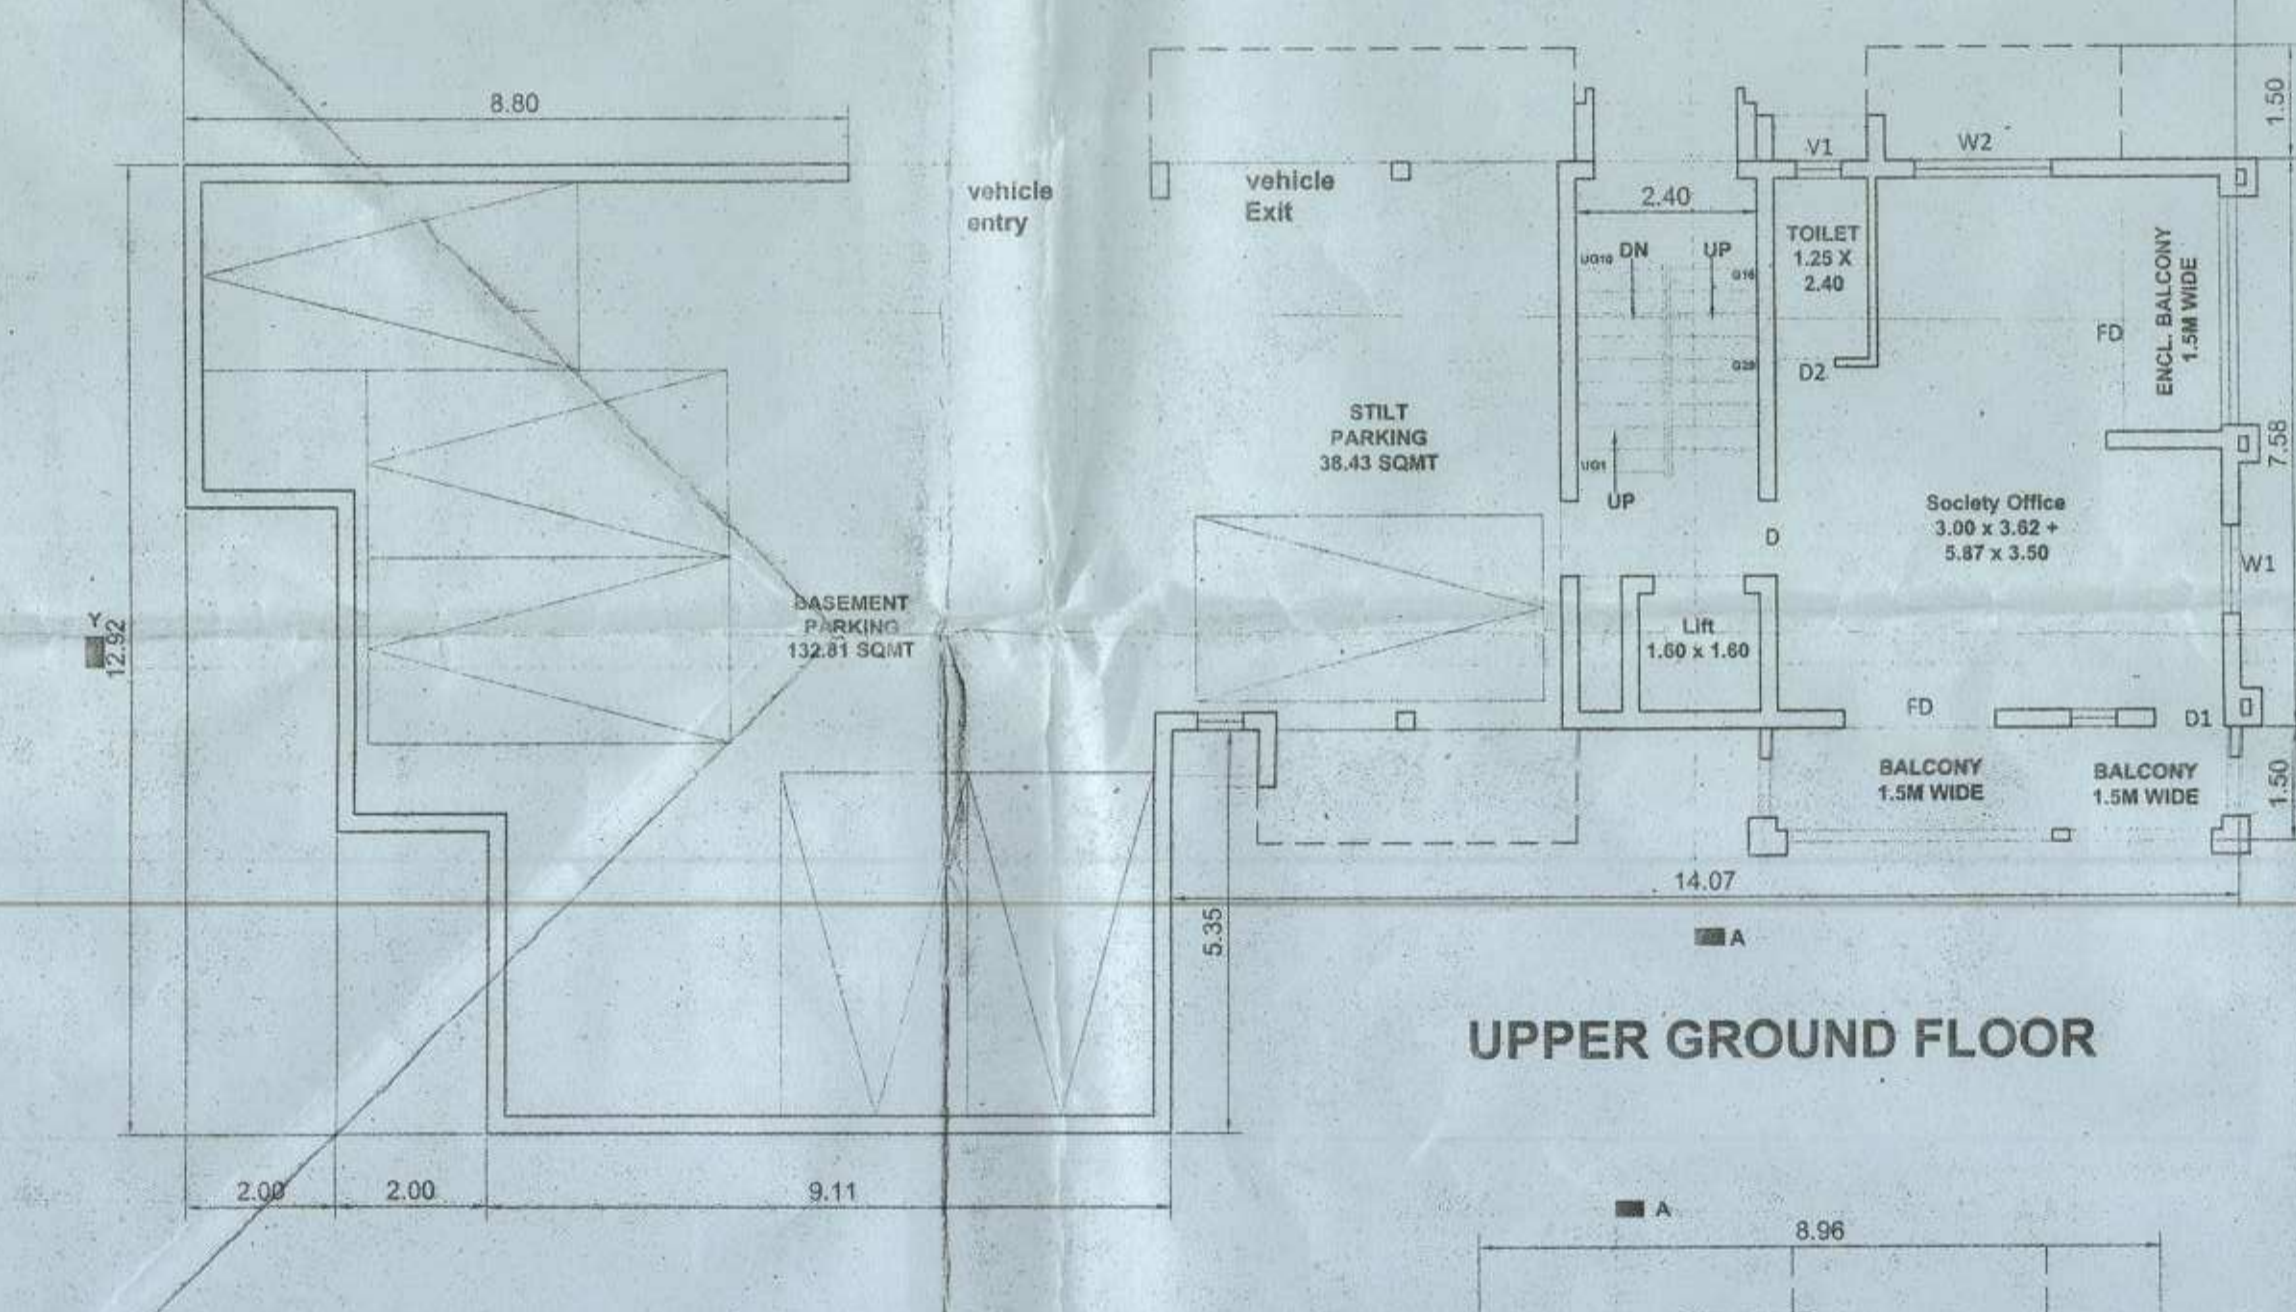 8.80
1.50
vehicle
entry
vehicle
Exit
V1
W2
2.40
UG10 DN
UP
G16
TOILET
1.25 X
2.40
FD
ENCL. BALCONY
1.5M WIDE
D2
STILT
PARKING
38.43 SQMT
UG1
UP
7.58
D
Society Office
3.00 x 3.62 +
5.87 x 3.50
W1
Y
12.92
BASEMENT
PARKING
132.81 SQMT
Lift
1.60 x 1.60
FD
D1
BALCONY
1.5M WIDE
BALCONY
1.5M WIDE
1.50
14.07
5.35
A
UPPER GROUND FLOOR
2.00
2.00
9.11
A
8.96